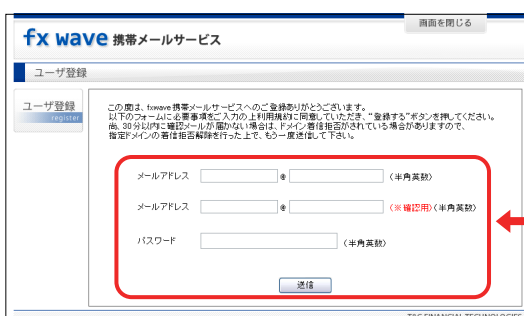 画面を閉じる
fx wave 携帯メールサービス
ユーザ登録
ユーザ登録
register
この度は、fxwave携帯メールサービスへのご登録ありがとうございます。
以下のフォームに必要事項をご入力の上利用規約に同意していただき、“登録する”ボタンを押してください。
尚、30分以内に確認メールが届かない場合は、ドメイン着信拒否がされている場合がありますので、
指定ドメインの着信拒否解除を行った上で、もう一度送信して下さい。
メールアドレス @ (半角英数)
メールアドレス @ (※確認用)(半角英数)
パスワード (半角英数)
送信
T&C FINANCIAL TECHNOLOGIES